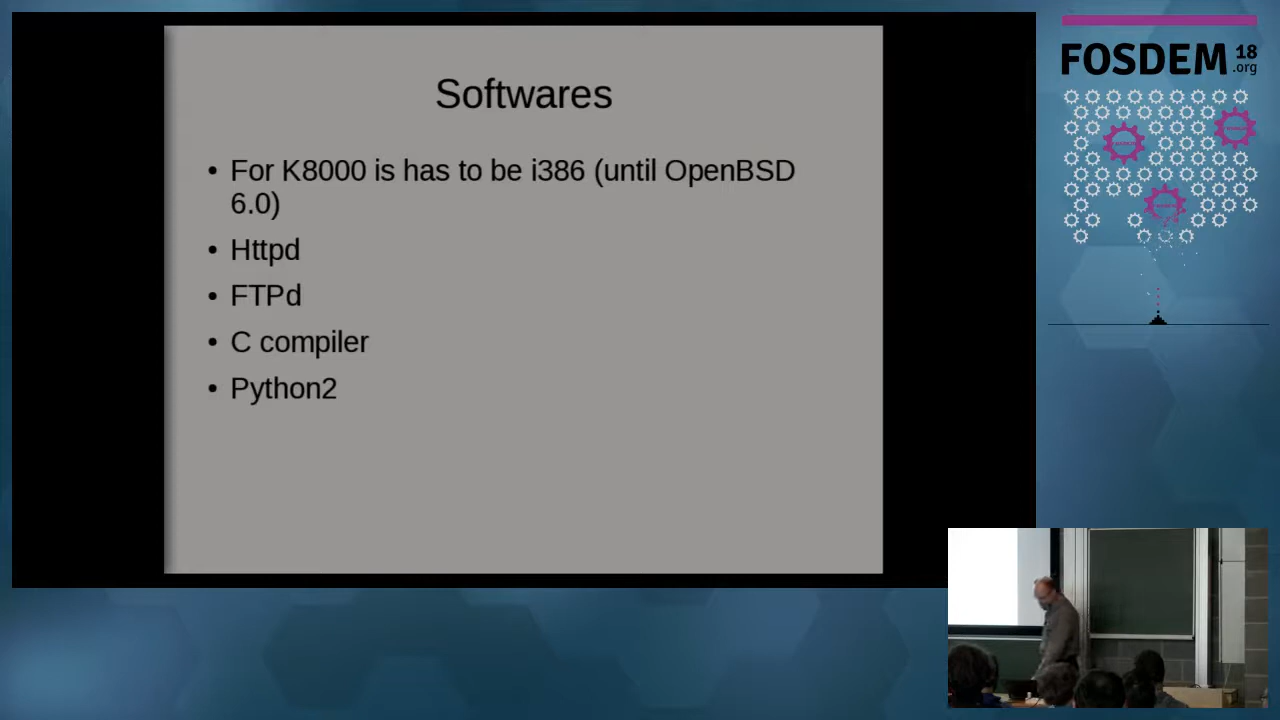 Softwares
For K8000 is has to be i386 (until OpenBSD
6.0)
Httpd
FTPd
C compiler
Python2
FOSDEM 18
.org